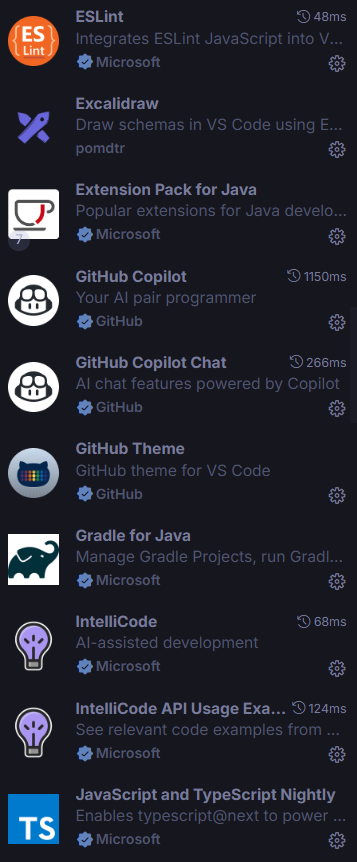 ES
Lint
ESLint
48ms
Integrates ESLint JavaScript into V...
Microsoft
Excalidraw
Draw schemas in VS Code using E...
pomdtr
Extension Pack for Java
Popular extensions for Java develo...
7
Microsoft
GitHub Copilot
1150ms
Your AI pair programmer
GitHub
GitHub Copilot Chat
266ms
AI chat features powered by Copilot
GitHub
GitHub Theme
GitHub theme for VS Code
GitHub
Gradle for Java
Manage Gradle Projects, run Gradl...
Microsoft
IntelliCode
68ms
AI-assisted development
Microsoft
IntelliCode API Usage Exa...
124ms
See relevant code examples from ...
Microsoft
JavaScript and TypeScript Nightly
TS
Enables typescript@next to power ...
Microsoft